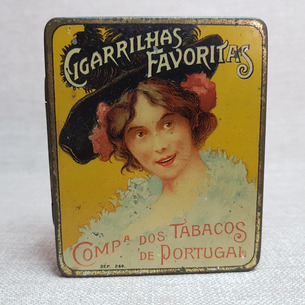 CIGARRILHAS
FAVORITAS
COMPª DOS TABACOS
DE PORTUGAL